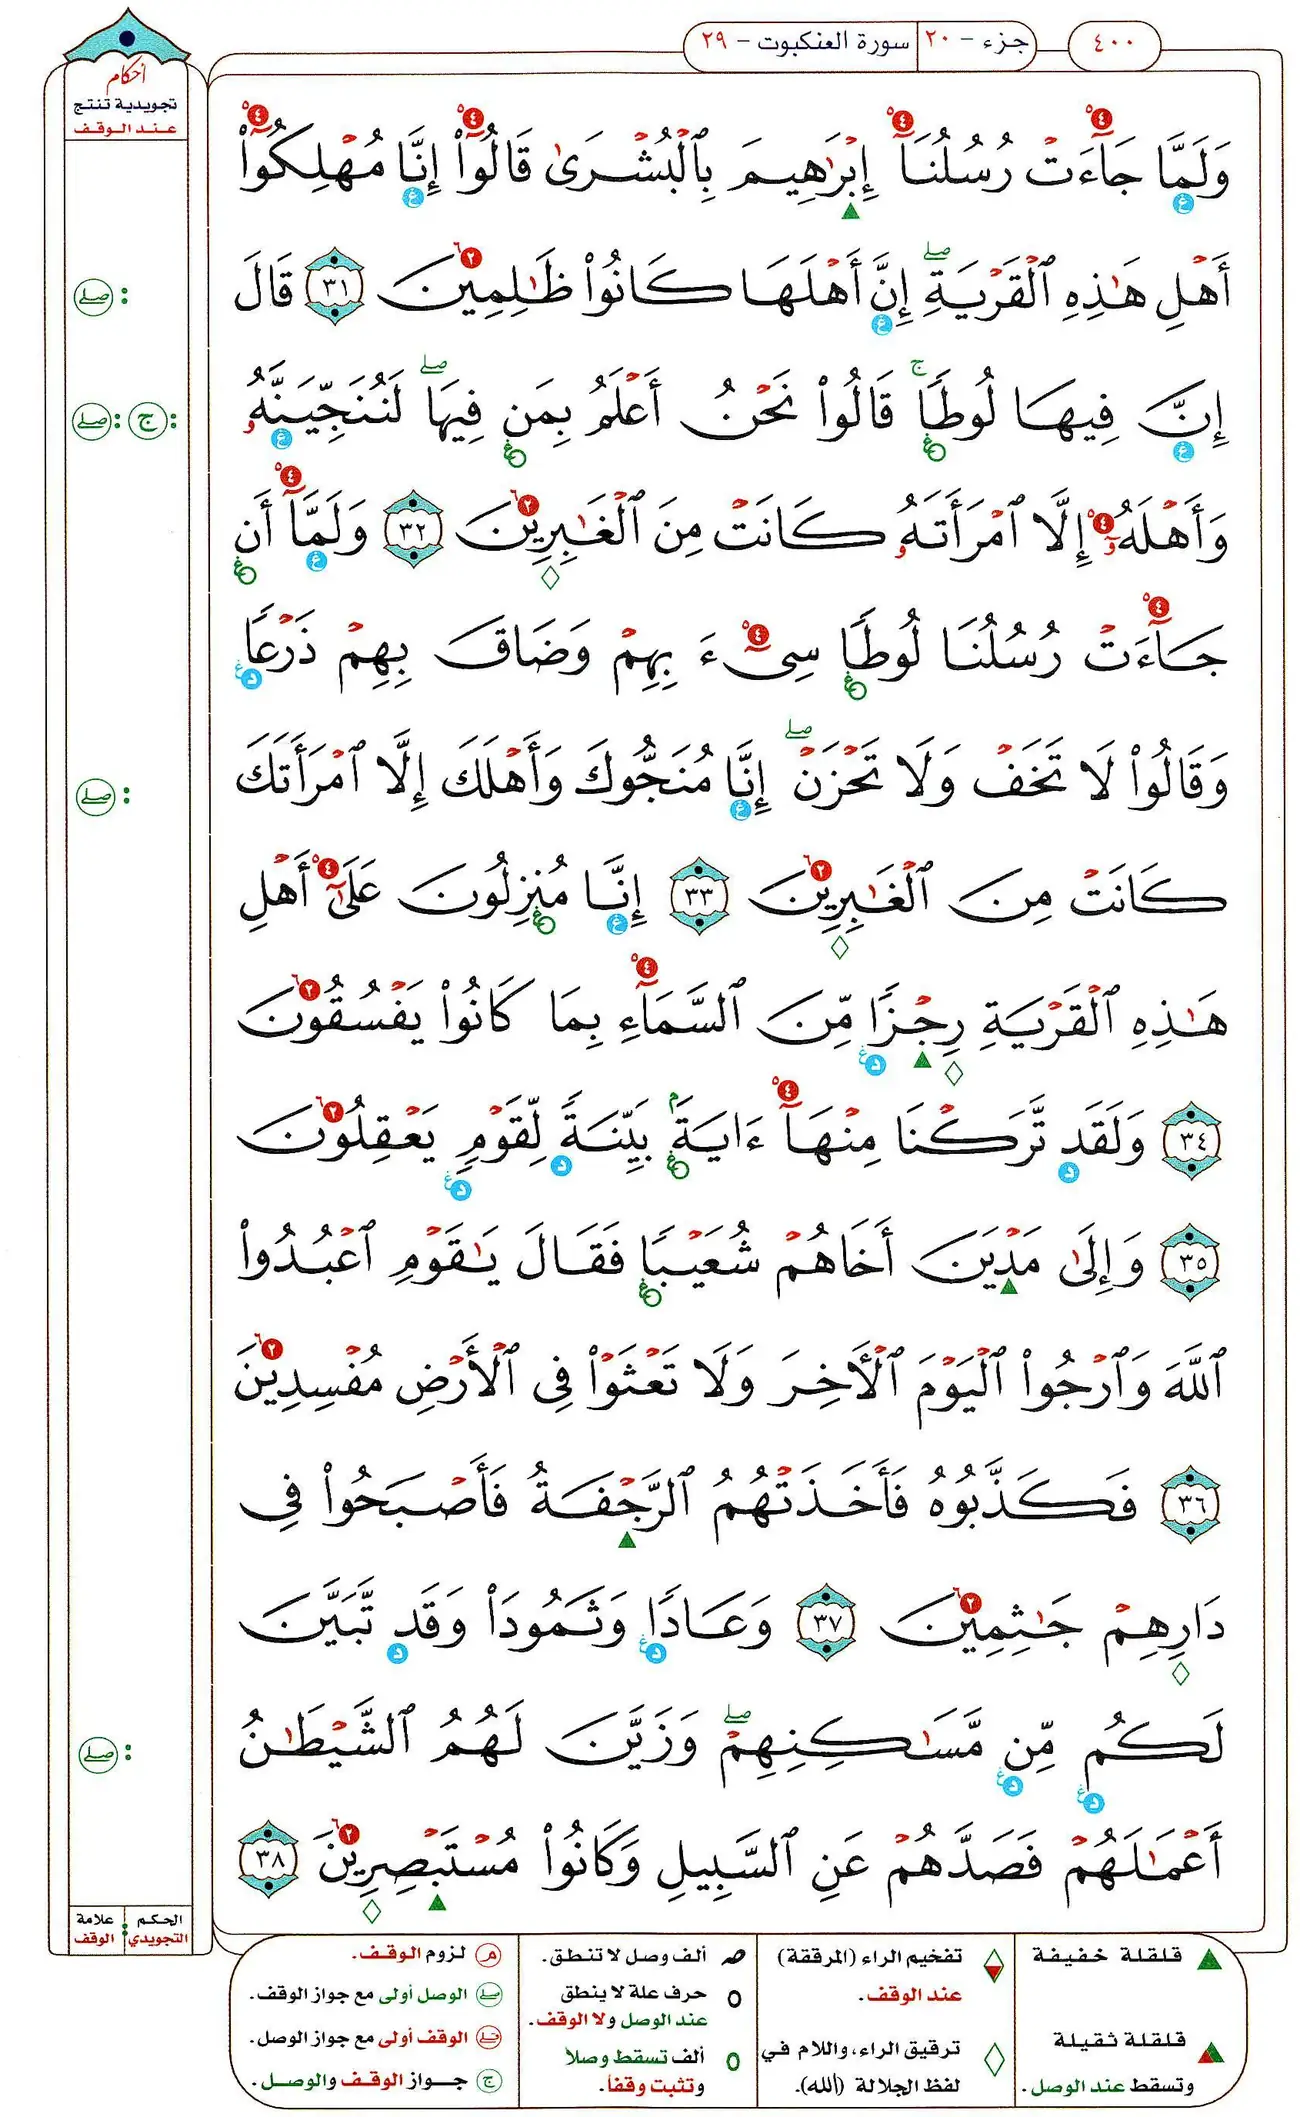 ٤٠٠
جزء - ٢٠
سورة العنكبوت - ٢٩
أحكام
تجويدية تنتج
عند الوقف
وَلَمَّا جَآءَتْ رُسُلُنَآ إِبْرَٰهِيمَ بِٱلْبُشْرَىٰ قَالُوٓا۟ إِنَّا مُهْلِكُوٓا۟
أَهْلِ هَٰذِهِ ٱلْقَرْيَةِ ۖ إِنَّ أَهْلَهَا كَانُوا۟ ظَٰلِمِينَ ٣١ قَالَ
إِنَّ فِيهَا لُوطًا ۚ قَالُوا۟ نَحْنُ أَعْلَمُ بِمَن فِيهَا ۖ لَنُنَجِّيَنَّهُۥ
وَأَهْلَهُۥٓ إِلَّا ٱمْرَأَتَهُۥ كَانَتْ مِنَ ٱلْغَٰبِرِينَ ٣٢ وَلَمَّآ أَن
جَآءَتْ رُسُلُنَا لُوطًا سِىٓءَ بِهِمْ وَضَاقَ بِهِمْ ذَرْعًا
وَقَالُوا۟ لَا تَخَفْ وَلَا تَحْزَنْ ۖ إِنَّا مُنَجُّوكَ وَأَهْلَكَ إِلَّا ٱمْرَأَتَكَ
كَانَتْ مِنَ ٱلْغَٰبِرِينَ ٣٣ إِنَّا مُنزِلُونَ عَلَىٰٓ أَهْلِ
هَٰذِهِ ٱلْقَرْيَةِ رِجْزًا مِّنَ ٱلسَّمَآءِ بِمَا كَانُوا۟ يَفْسُقُونَ
٣٤ وَلَقَد تَّرَكْنَا مِنْهَآ ءَايَةًۢ بَيِّنَةً لِّقَوْمٍ يَعْقِلُونَ
٣٥ وَإِلَىٰ مَدْيَنَ أَخَاهُمْ شُعَيْبًا فَقَالَ يَٰقَوْمِ ٱعْبُدُوا۟
ٱللَّهَ وَٱرْجُوا۟ ٱلْيَوْمَ ٱلْءَاخِرَ وَلَا تَعْثَوْا۟ فِى ٱلْأَرْضِ مُفْسِدِينَ
٣٦ فَكَذَّبُوهُ فَأَخَذَتْهُمُ ٱلرَّجْفَةُ فَأَصْبَحُوا۟ فِى
دَارِهِمْ جَٰثِمِينَ ٣٧ وَعَادًا وَثَمُودَا۟ وَقَد تَّبَيَّنَ
لَكُم مِّن مَّسَٰكِنِهِمْ ۖ وَزَيَّنَ لَهُمُ ٱلشَّيْطَٰنُ
أَعْمَٰلَهُمْ فَصَدَّهُمْ عَنِ ٱلسَّبِيلِ وَكَانُوا۟ مُسْتَبْصِرِينَ ٣٨
صلے :
صلے : ج :
صلے :
صلے :
الحكم التجويدي : علامة الوقف
قلقلة خفيفة
قلقلة ثقيلة
وتسقط عند الوصل.
تفخيم الراء (المرققة)
عند الوقف.
ترقيق الراء، واللام في
لفظ الجلالة (الله).
ألف وصل لا تنطق.
حرف علة لا ينطق
عند الوصل ولا الوقف.
ألف تسقط وصلاً
وتثبت وقفاً.
م لزوم الوقف.
صلے الوصل أولى مع جواز الوقف.
قلے الوقف أولى مع جواز الوصل.
ج جواز الوقف والوصل.